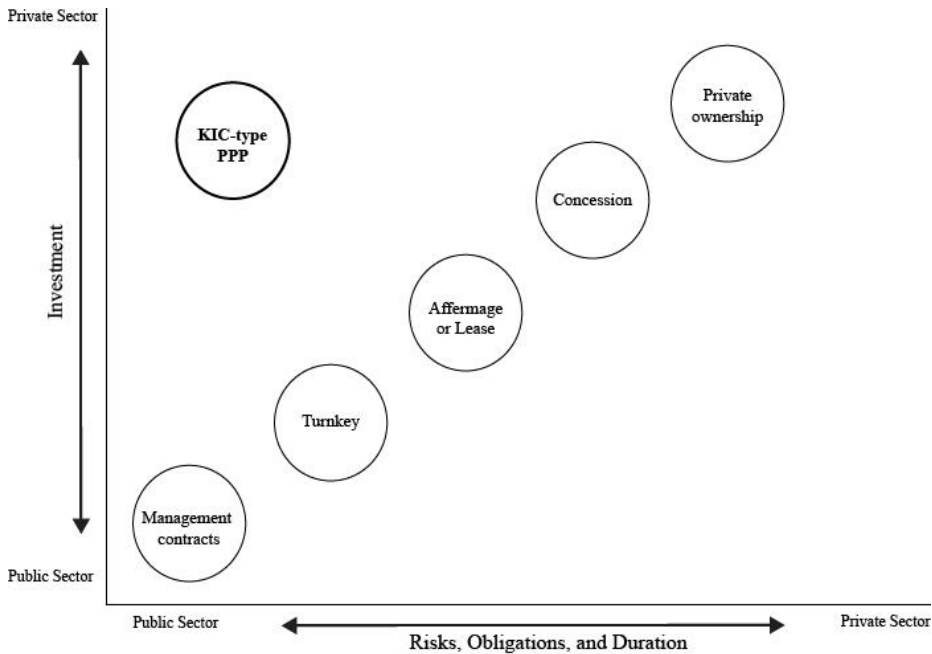 Private Sector
Private
ownership
KIC-type
PPP
Concession
Investment
Affermage
or Lease
Turnkey
Management
contracts
Public Sector
Public Sector
Private Sector
Risks, Obligations, and Duration